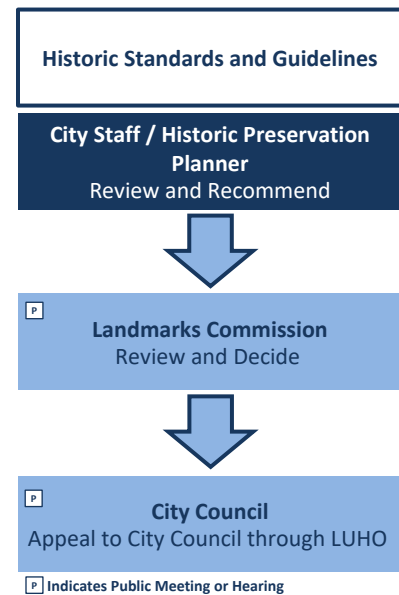 Historic Standards and Guidelines
City Staff / Historic Preservation
Planner
Review and Recommend
P
Landmarks Commission
Review and Decide
P
City Council
Appeal to City Council through LUHO
P Indicates Public Meeting or Hearing